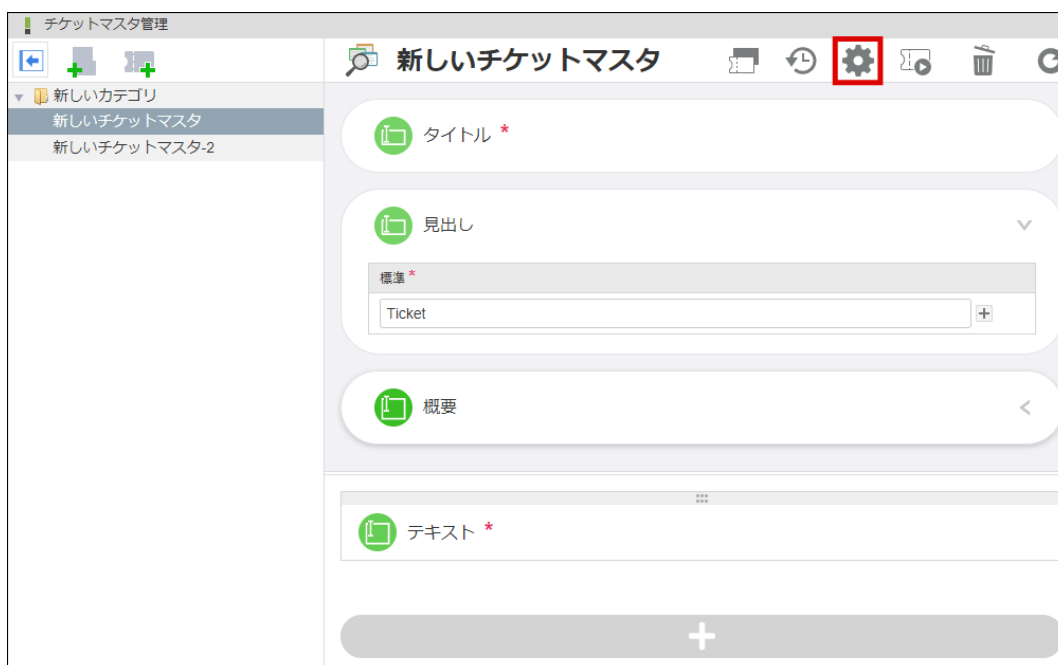 チケットマスタ管理
新しいチケットマスタ
新しいカテゴリ
新しいチケットマスタ
新しいチケットマスタ-2
タイトル *
見出し
標準 *
Ticket
概要
テキスト *